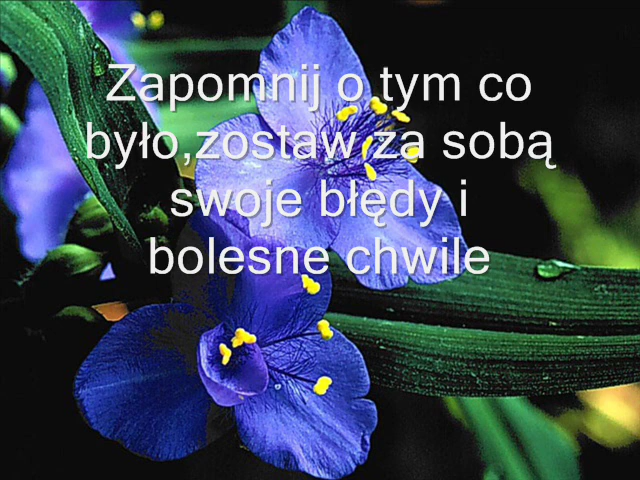 Zapomnij o tym co
było,zostaw za sobą
swoje błędy i
bolesne chwile